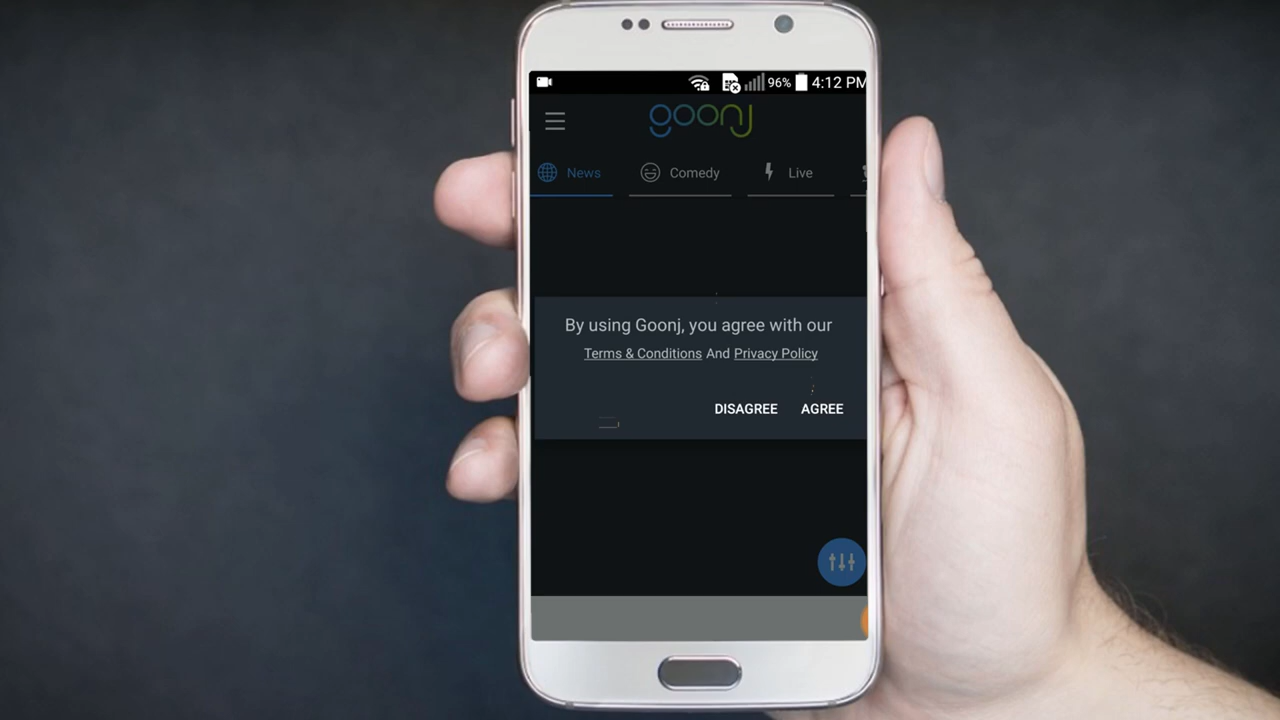 96% 4:12 PM
goonj
News Comedy Live
By using Goonj, you agree with our
Terms & Conditions And Privacy Policy
DISAGREE AGREE